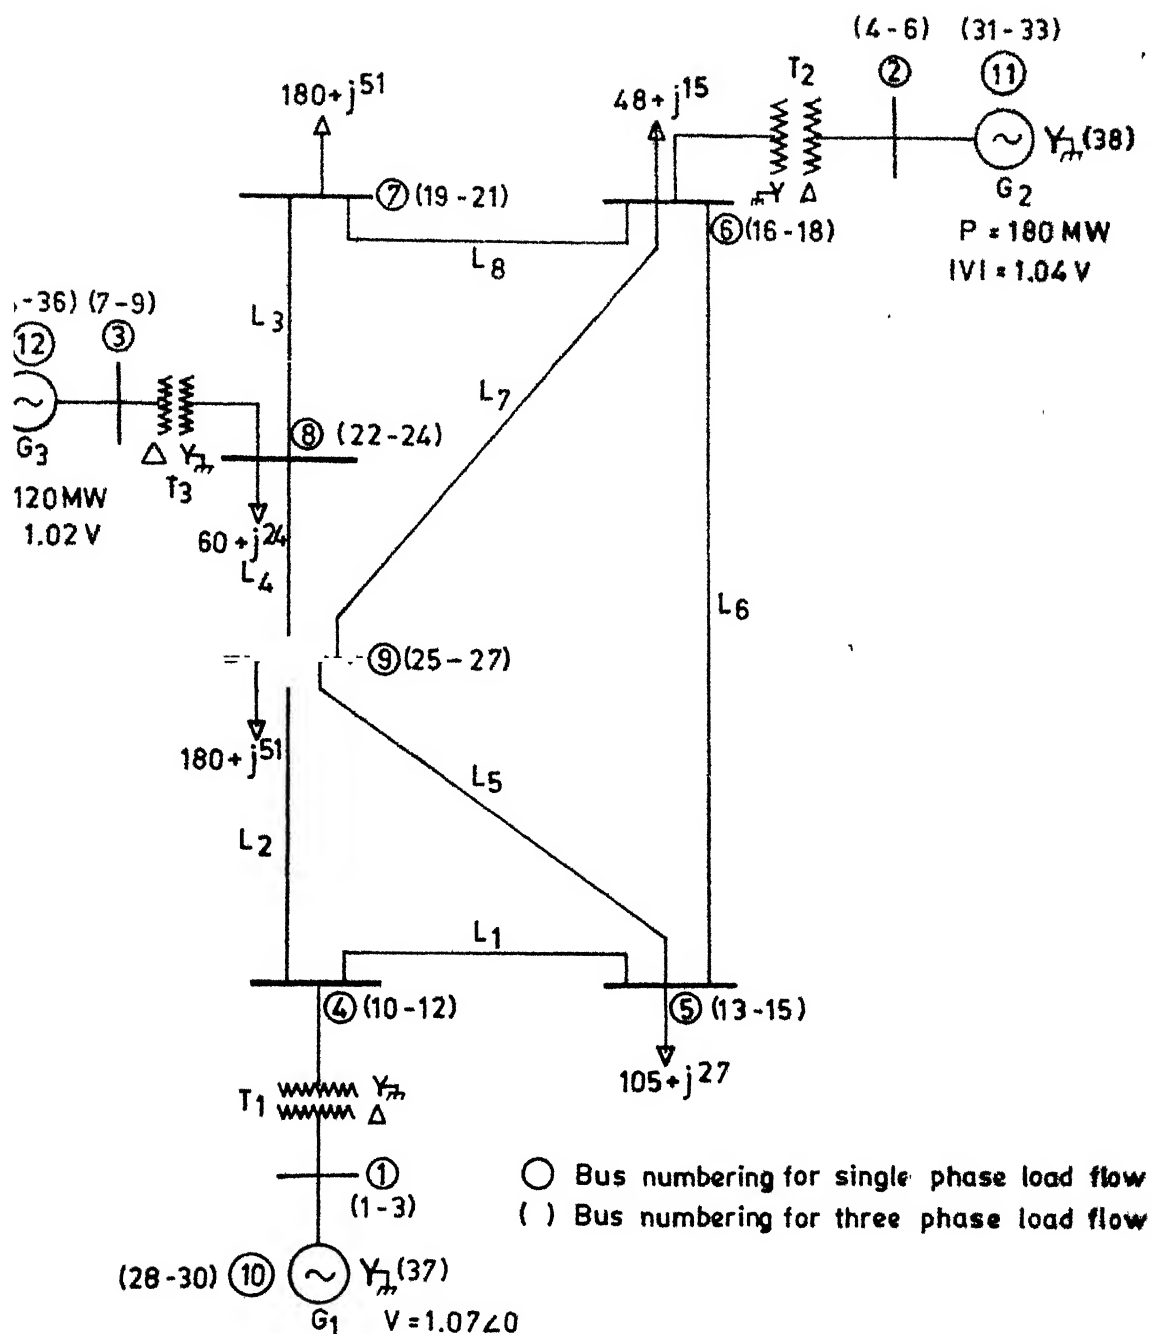 (4-6) (31-33)
T2
② ⑪
180+j51
48+j15
Y (38)
G2
Y Δ
⑦ (19-21)
⑥ (16-18)
P = 180 MW
|V| = 1.04 V
L8
-36) (7-9)
L3
12 ③
L7
⑧ (22-24)
G3
Δ Y
T3
120MW
1.02 V
60+j24
L4
L6
⑨ (25-27)
180+j51
L5
L2
L1
④ (10-12)
⑤ (13-15)
105+j27
T1
Y
Δ
①
(1-3)
○ Bus numbering for single phase load flow
( ) Bus numbering for three phase load flow
(28-30) ⑩ Y (37)
G1 V = 1.07∠0